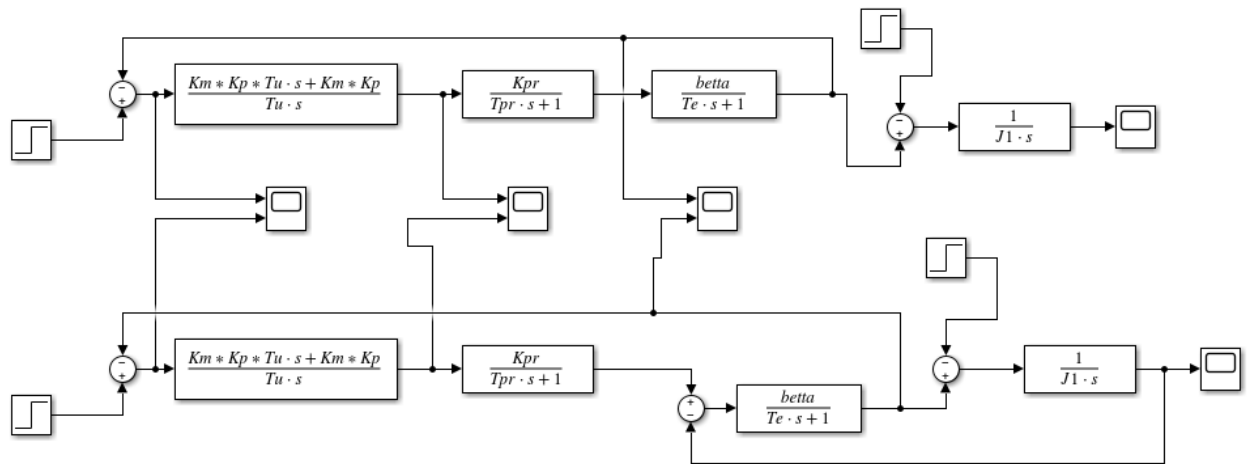 Km * Kp * Tu · s + Km * Kp
Tu · s
Kpr
Tpr · s + 1
betta
Te · s + 1
1
J1 · s
Km * Kp * Tu · s + Km * Kp
Tu · s
Kpr
Tpr · s + 1
betta
Te · s + 1
1
J1 · s